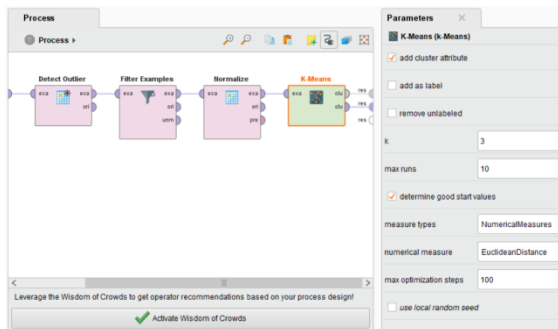 Process
Process
Detect Outlier
Filter Examples
Normalize
K-Means
exa exa exa exa exa exa exa clu res
ori ori ori clu res
unm pre res
Leverage the Wisdom of Crowds to get operator recommendations based on your process design!
Activate Wisdom of Crowds
Parameters
K-Means (k-Means)
add cluster attribute
add as label
remove unlabeled
k 3
max runs 10
determine good start values
measure types NumericalMeasures
numerical measure EuclideanDistance
max optimization steps 100
use local random seed